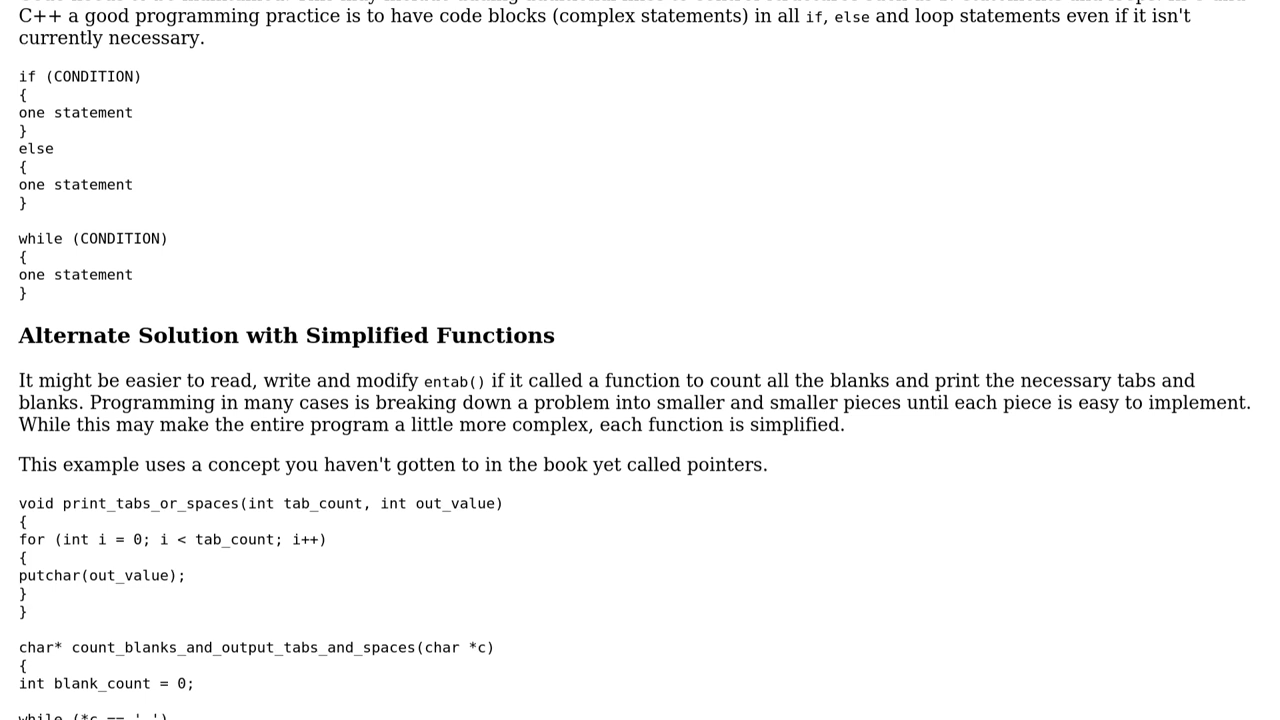 C++ a good programming practice is to have code blocks (complex statements) in all if, else and loop statements even if it isn't
currently necessary.
if (CONDITION)
{
one statement
}
else
{
one statement
}
while (CONDITION)
{
one statement
}
Alternate Solution with Simplified Functions
It might be easier to read, write and modify entab() if it called a function to count all the blanks and print the necessary tabs and
blanks. Programming in many cases is breaking down a problem into smaller and smaller pieces until each piece is easy to implement.
While this may make the entire program a little more complex, each function is simplified.
This example uses a concept you haven't gotten to in the book yet called pointers.
void print_tabs_or_spaces(int tab_count, int out_value)
{
for (int i = 0; i < tab_count; i++)
{
putchar(out_value);
}
}
char* count_blanks_and_output_tabs_and_spaces(char *c)
{
int blank_count = 0;
while (*c == ' ')